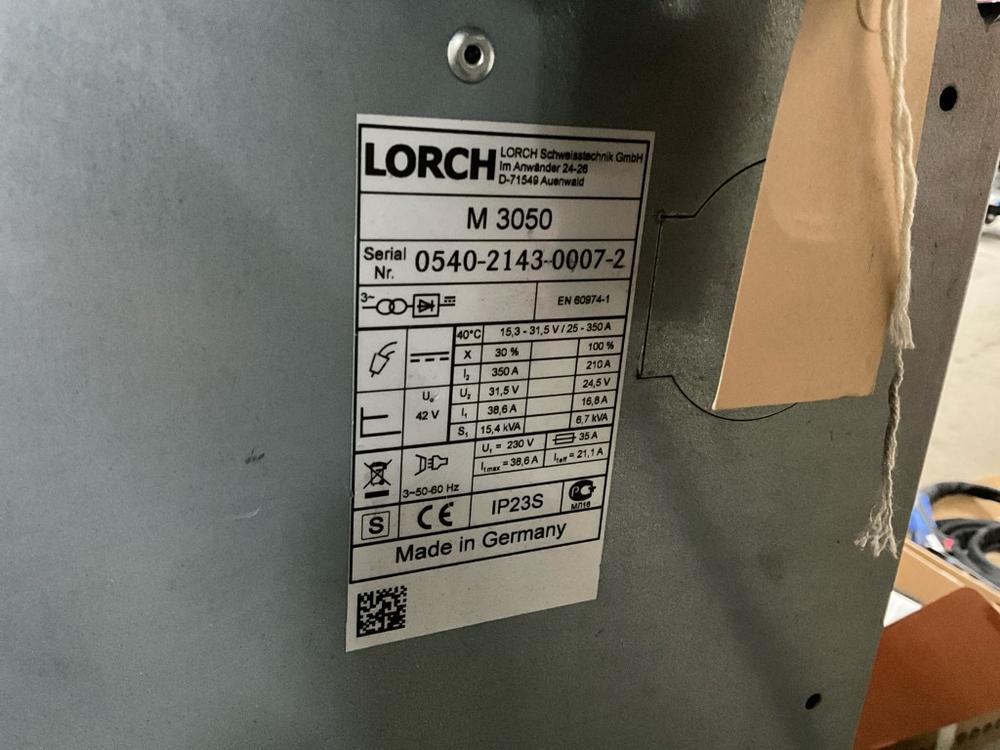 LORCH
LORCH Schweisstechnik GmbH
Im Anwänder 24-26
D-71549 Auenwald
M 3050
Serial Nr. 0540-2143-0007-2
3~ EN 60974-1
40°C 15,3 - 31,5 V / 25 - 350 A
X 30 % 100 %
I2 350 A 210 A
U0 42 V
U2 31,5 V 24,5 V
I1 38,6 A 16,8 A
S1 15,4 kVA 6,7 kVA
U1 = 230 V 35 A
I1max = 38,6 A I1eff = 21,1 A
3~50-60 Hz
S CE IP23S
МЛ18
Made in Germany